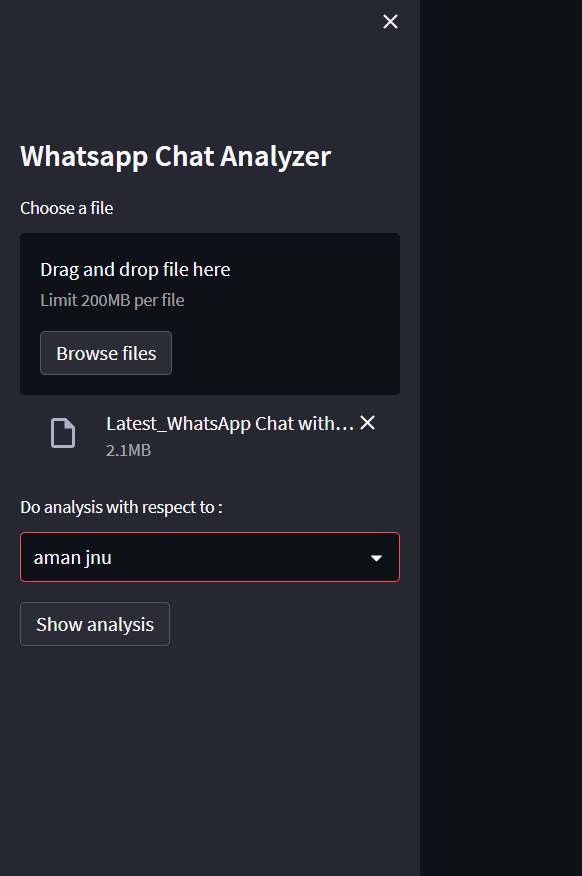 Whatsapp Chat Analyzer
Choose a file
Drag and drop file here
Limit 200MB per file
Browse files
Latest_WhatsApp Chat with...
2.1MB
Do analysis with respect to :
aman jnu
Show analysis